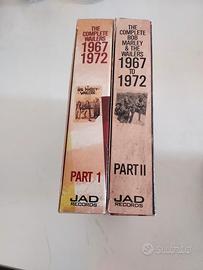 THE COMPLETE
WAILERS
1967
1972
PART 1
JAD
RECORDS
THE COMPLETE
BOB
MARLEY & THE
WAILERS
1967
TO
1972
PART II
JAD
RECORDS
subito